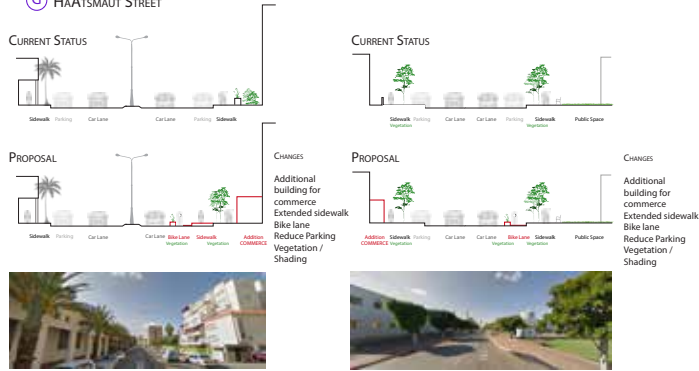 HAATSMAUT STREET
CURRENT STATUS
Sidewalk Parking Car Lane Car Lane Parking Sidewalk
PROPOSAL
Sidewalk Parking Car Lane Car Lane Bike Lane Sidewalk Addition
Vegetation Vegetation COMMERCE
CHANGES
Additional
building for
commerce
Extended sidewalk
Bike lane
Reduce Parking
Vegetation /
Shading
CURRENT STATUS
Sidewalk Parking Car Lane Car Lane Parking Sidewalk Public Space
Vegetation Vegetation
PROPOSAL
Addition Sidewalk Parking Car Lane Car Lane Bike Lane Sidewalk Public Space
COMMERCE Vegetation Vegetation Vegetation
CHANGES
Additional
building for
commerce
Extended sidewalk
Bike lane
Reduce Parking
Vegetation /
Shading